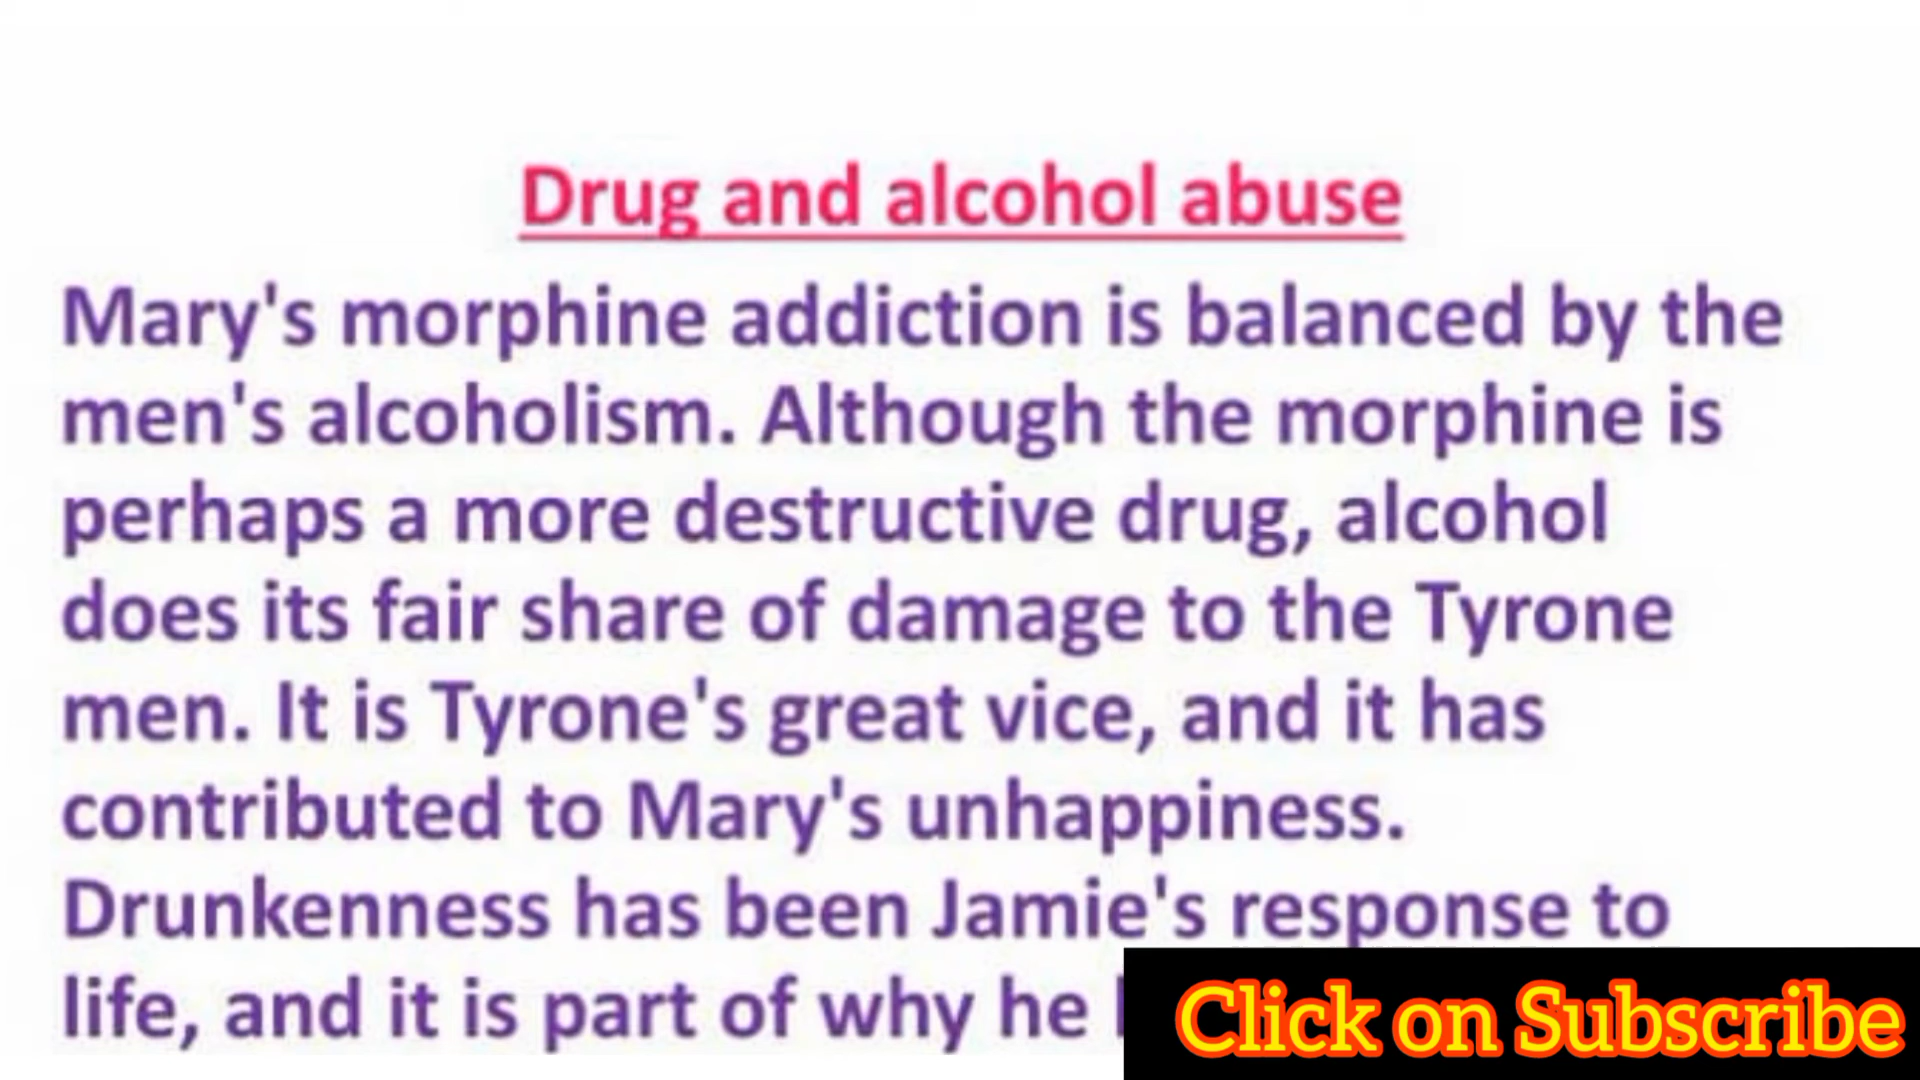 Drug and alcohol abuse
Mary's morphine addiction is balanced by the
men's alcoholism. Although the morphine is
perhaps a more destructive drug, alcohol
does its fair share of damage to the Tyrone
men. It is Tyrone's great vice, and it has
contributed to Mary's unhappiness.
Drunkenness has been Jamie's response to
life, and it is part of why he
Click on Subscribe